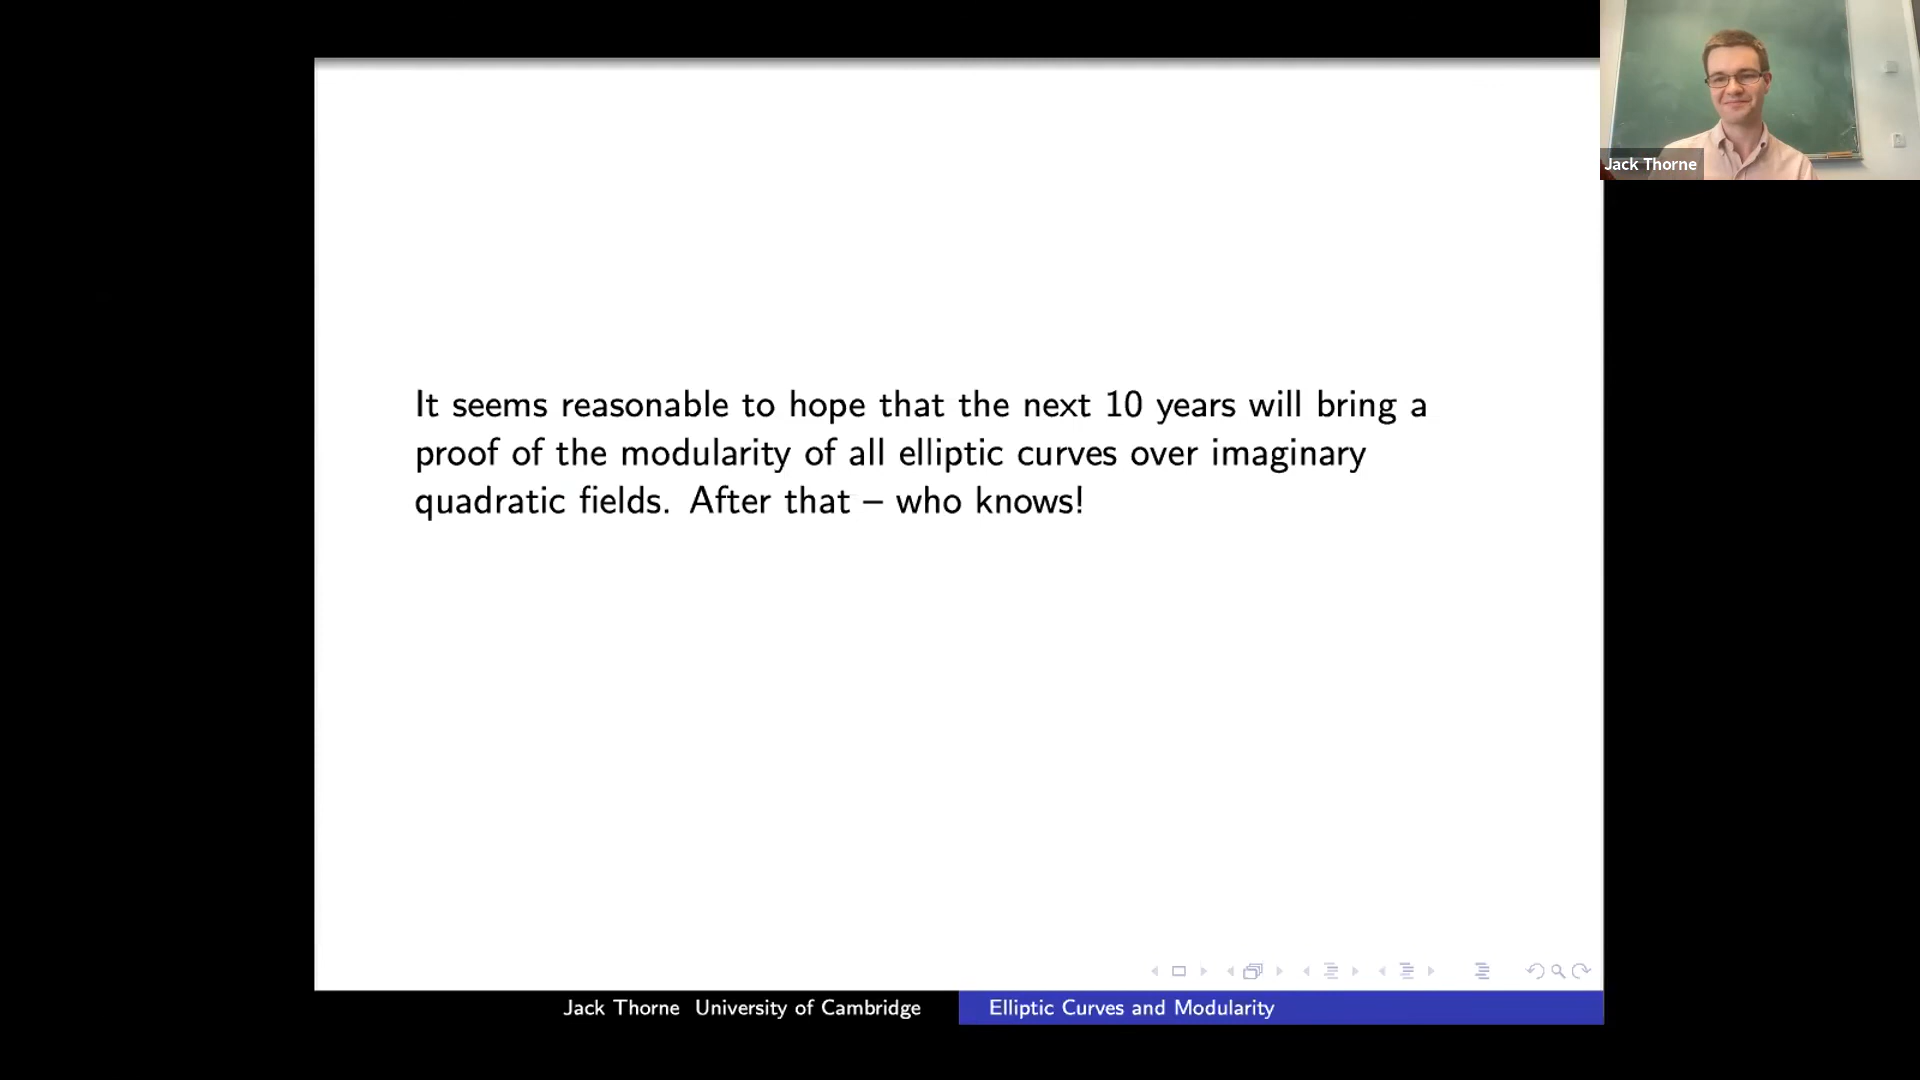 Jack Thorne
It seems reasonable to hope that the next 10 years will bring a
proof of the modularity of all elliptic curves over imaginary
quadratic fields. After that – who knows!
Jack Thorne University of Cambridge
Elliptic Curves and Modularity